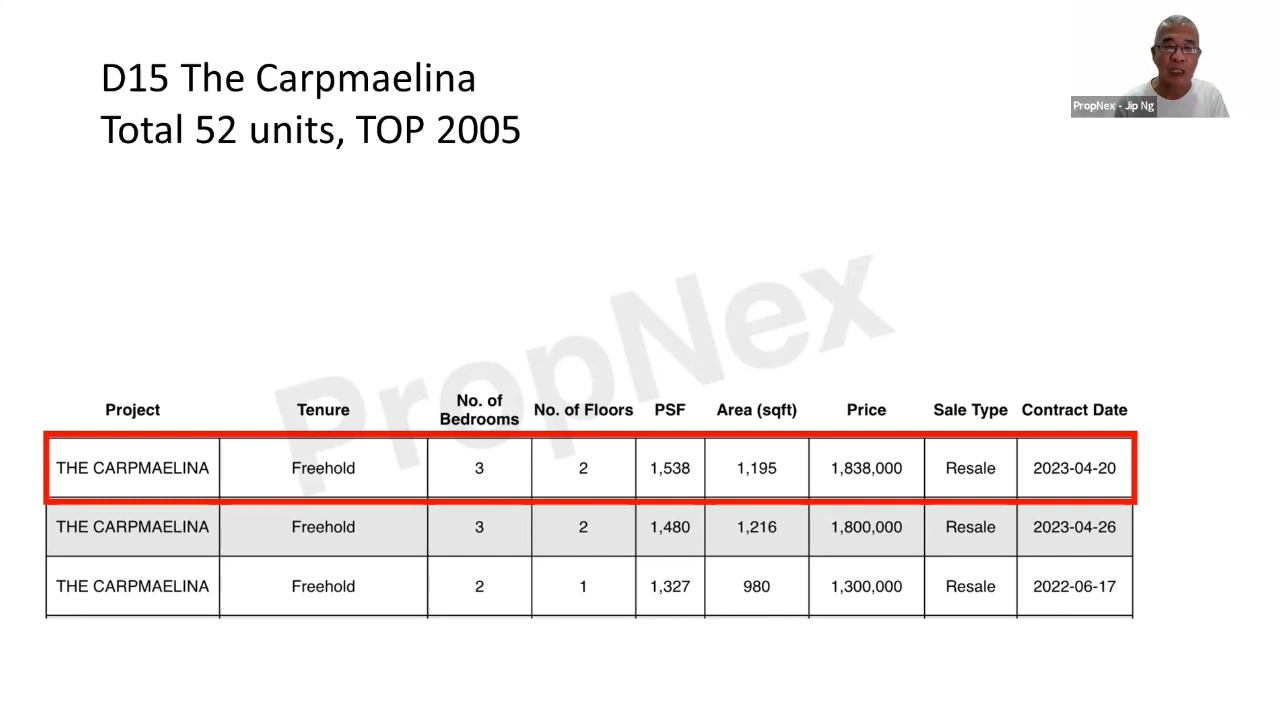 D15 The Carpmaelina
Total 52 units, TOP 2005
PropNex - Jip Ng
PropNex
Project Tenure No. of Bedrooms No. of Floors PSF Area (sqft) Price Sale Type Contract Date
THE CARPMAELINA Freehold 3 2 1,538 1,195 1,838,000 Resale 2023-04-20
THE CARPMAELINA Freehold 3 2 1,480 1,216 1,800,000 Resale 2023-04-26
THE CARPMAELINA Freehold 2 1 1,327 980 1,300,000 Resale 2022-06-17